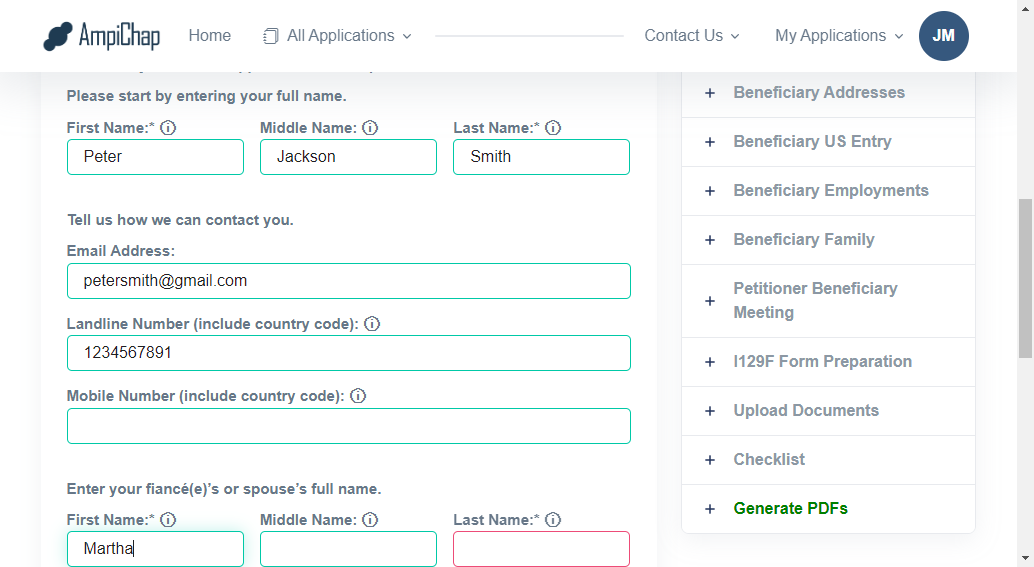 AmpiChap
Home
All Applications
Contact Us
My Applications
JM
Please start by entering your full name.
First Name:* Middle Name: Last Name:*
Peter Jackson Smith
Tell us how we can contact you.
Email Address:
petersmith@gmail.com
Landline Number (include country code):
1234567891
Mobile Number (include country code):
Enter your fiancé(e)’s or spouse’s full name.
First Name:* Middle Name: Last Name:*
Martha
+ Beneficiary Addresses
+ Beneficiary US Entry
+ Beneficiary Employments
+ Beneficiary Family
+ Petitioner Beneficiary
Meeting
+ I129F Form Preparation
+ Upload Documents
+ Checklist
+ Generate PDFs